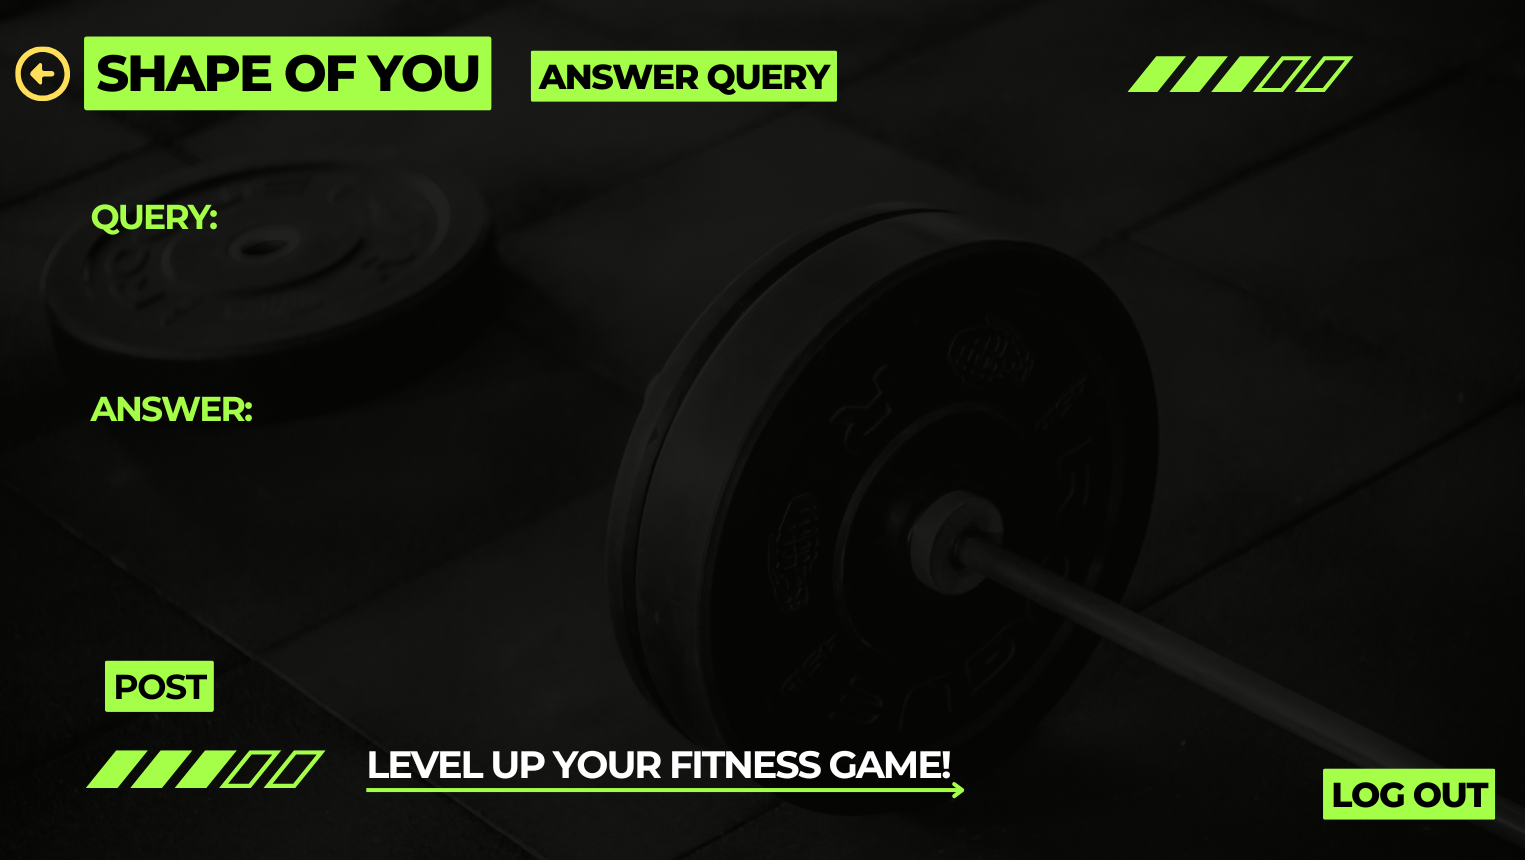 SHAPE OF YOU
ANSWER QUERY
QUERY:
ANSWER:
POST
LEVEL UP YOUR FITNESS GAME!
LOG OUT